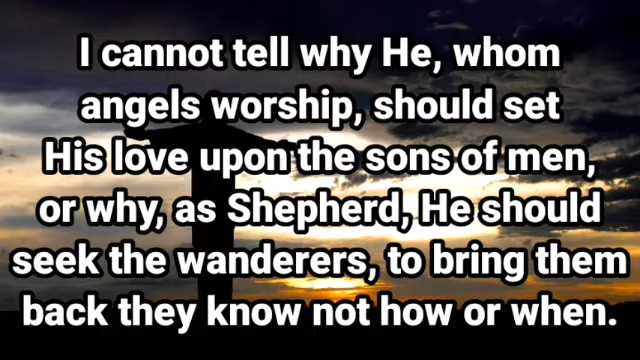 I cannot tell why He, whom
angels worship, should set
His love upon the sons of men,
or why, as Shepherd, He should
seek the wanderers, to bring them
back they know not how or when.